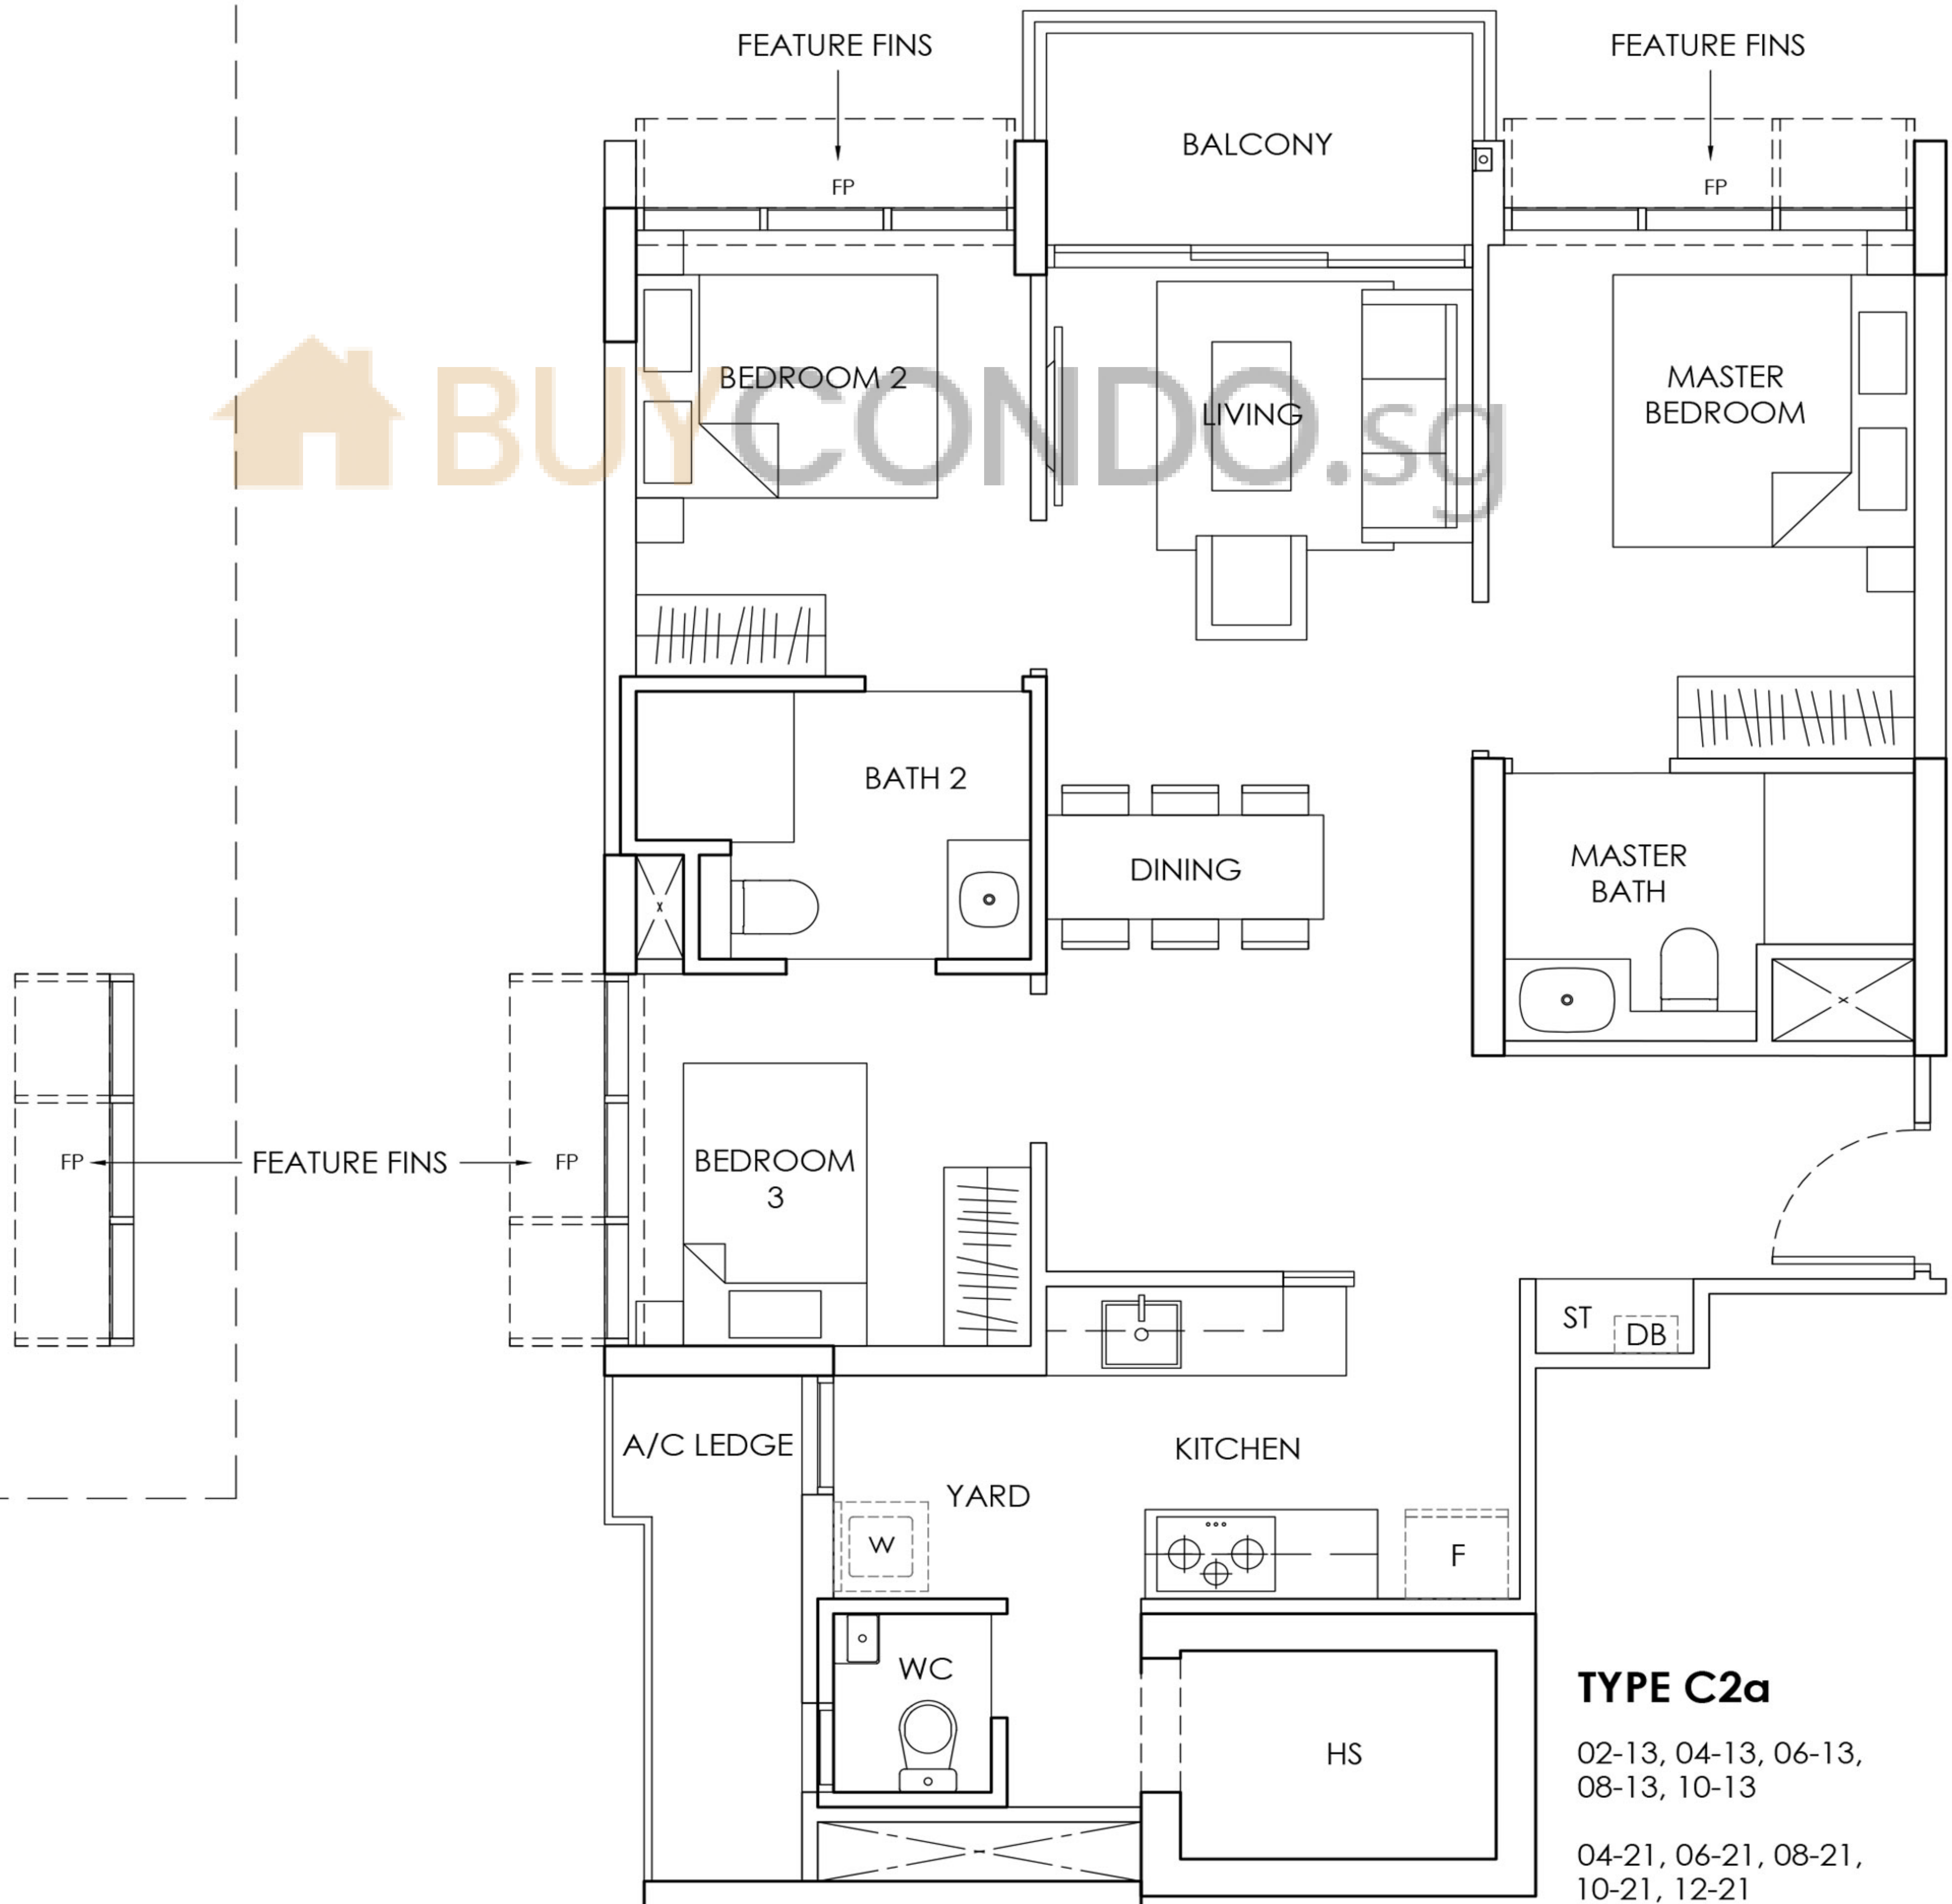 FEATURE FINS
FEATURE FINS
BALCONY
FP
FP
BEDROOM 2
MASTER
BEDROOM
LIVING
BUYCONDO.sg
BATH 2
MASTER
BATH
DINING
X
X
FP
FEATURE FINS
FP
BEDROOM
3
ST
DB
A/C LEDGE
KITCHEN
YARD
W
F
WC
HS
X
TYPE C2a
02-13, 04-13, 06-13,
08-13, 10-13
04-21, 06-21, 08-21,
10-21, 12-21